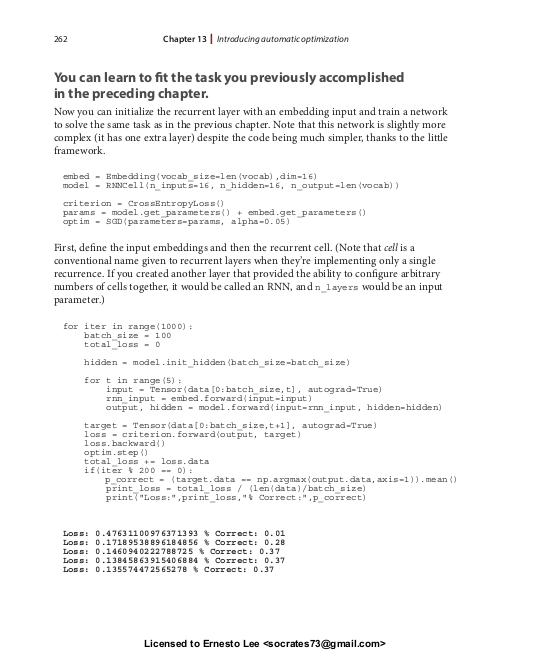 262
Chapter 13 | Introducing automatic optimization
You can learn to fit the task you previously accomplished
in the preceding chapter.
Now you can initialize the recurrent layer with an embedding input and train a network
to solve the same task as in the previous chapter. Note that this network is slightly more
complex (it has one extra layer) despite the code being much simpler, thanks to the little
framework.
embed = Embedding(vocab_size=len(vocab),dim=16)
model = RNNCell(n_inputs=16, n_hidden=16, n_output=len(vocab))
criterion = CrossEntropyLoss()
params = model.get_parameters() + embed.get_parameters()
optim = SGD(parameters=params, alpha=0.05)
First, define the input embeddings and then the recurrent cell. (Note that cell is a
conventional name given to recurrent layers when they're implementing only a single
recurrence. If you created another layer that provided the ability to configure arbitrary
numbers of cells together, it would be called an RNN, and n_layers would be an input
parameter.)
for iter in range(1000):
    batch_size = 100
    total_loss = 0
    hidden = model.init_hidden(batch_size=batch_size)
    for t in range(5):
        input = Tensor(data[0:batch_size,t], autograd=True)
        rnn_input = embed.forward(input=input)
        output, hidden = model.forward(input=rnn_input, hidden=hidden)
    target = Tensor(data[0:batch_size,t+1], autograd=True)
    loss = criterion.forward(output, target)
    loss.backward()
    optim.step()
    total_loss += loss.data
    if(iter % 200 == 0):
        p_correct = (target.data == np.argmax(output.data,axis=1)).mean()
        print_loss = total_loss / (len(data)/batch_size)
        print("Loss:",print_loss,"% Correct:",p_correct)
Loss: 0.47631100976371393 % Correct: 0.01
Loss: 0.17189538896184856 % Correct: 0.28
Loss: 0.1460940222788725 % Correct: 0.37
Loss: 0.13845863915406884 % Correct: 0.37
Loss: 0.135574472565278 % Correct: 0.37
Licensed to Ernesto Lee <socrates73@gmail.com>